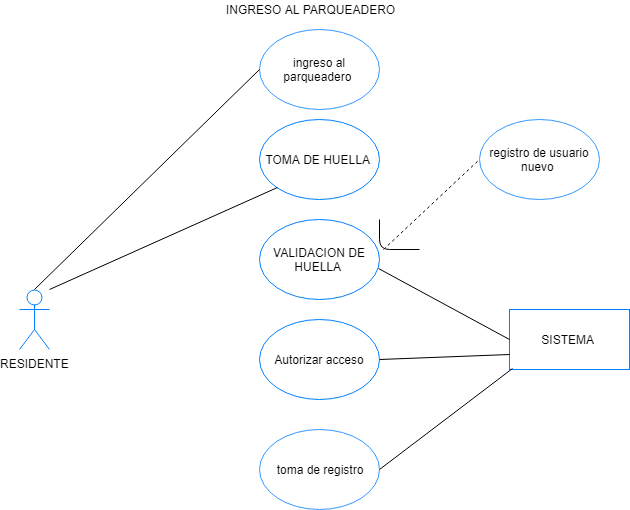 INGRESO AL PARQUEADERO
ingreso al
parqueadero
TOMA DE HUELLA
registro de usuario
nuevo
VALIDACION DE
HUELLA
RESIDENTE
SISTEMA
Autorizar acceso
toma de registro